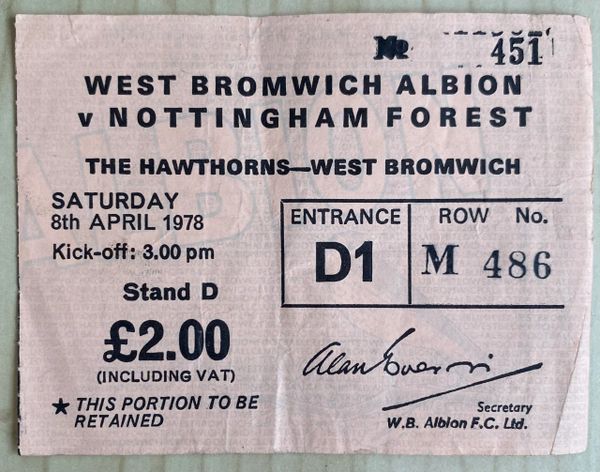 No 451
WEST BROMWICH ALBION
v NOTTINGHAM FOREST
THE HAWTHORNS—WEST BROMWICH
SATURDAY
8th APRIL 1978
Kick-off: 3.00 pm
Stand D
£2.00
(INCLUDING VAT)
★ THIS PORTION TO BE
RETAINED
ENTRANCE
D1
ROW No.
M 486
Secretary
W.B. Albion F.C. Ltd.
ALBION